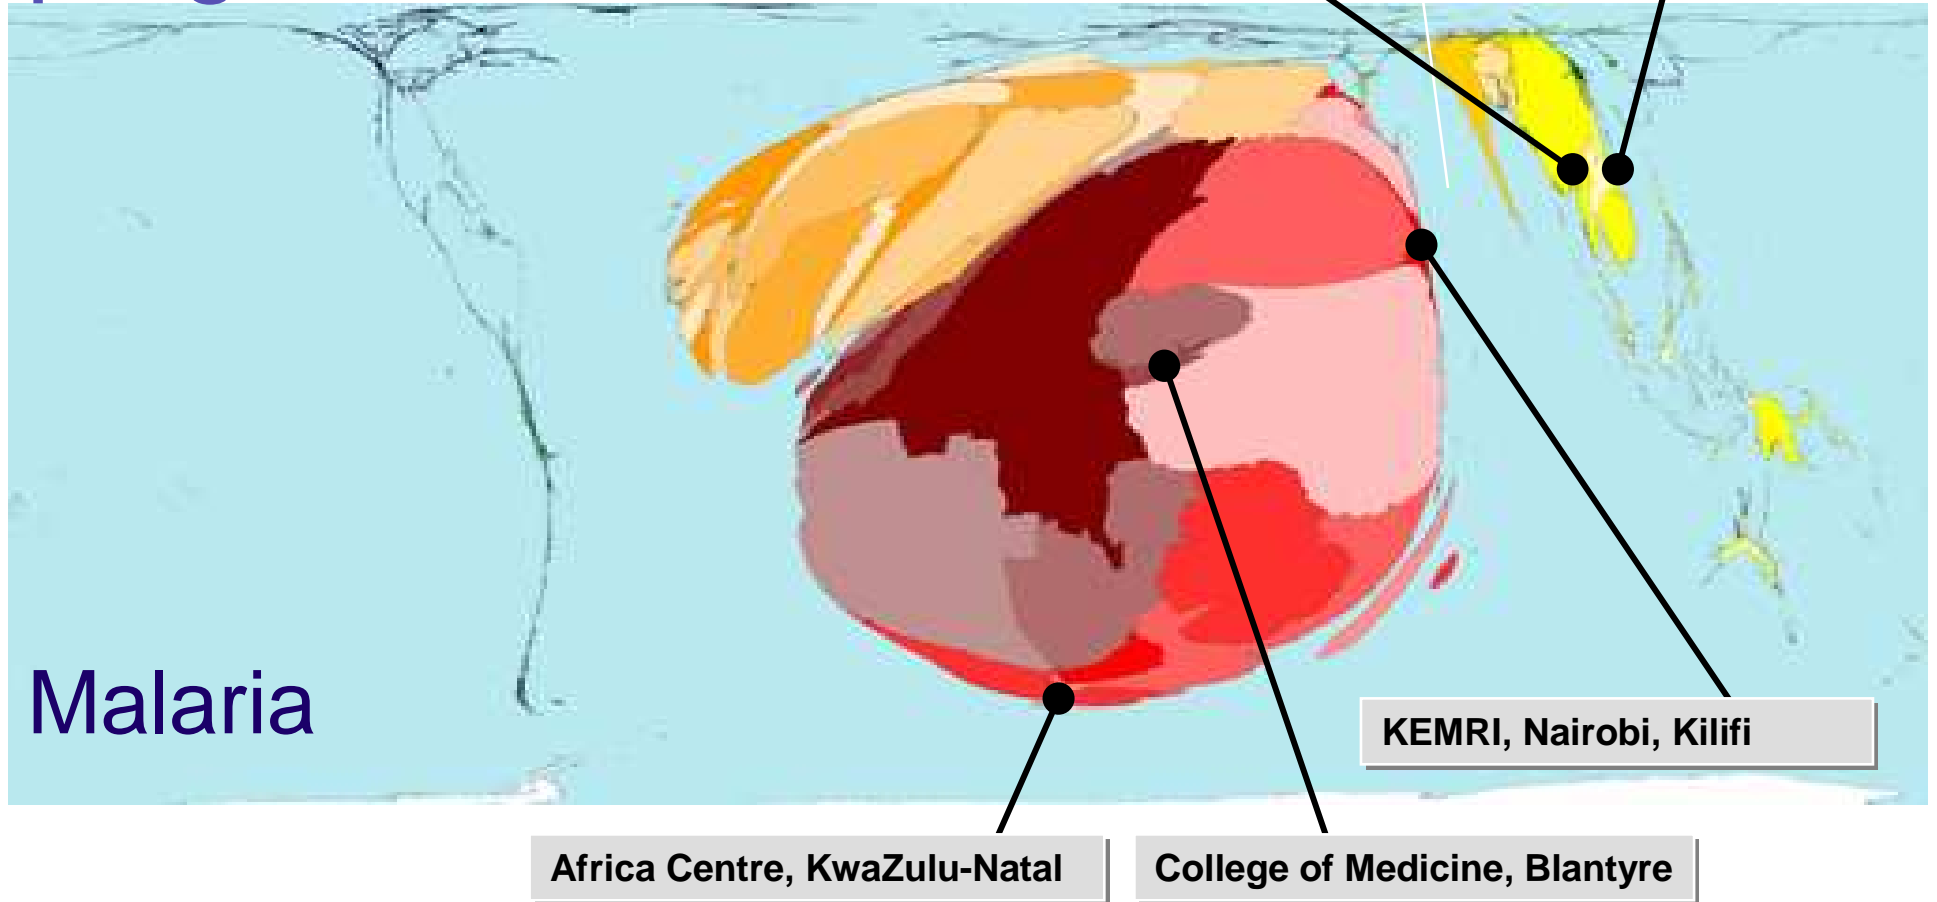 Malaria
KEMRI, Nairobi, Kilifi
Africa Centre, KwaZulu-Natal
College of Medicine, Blantyre